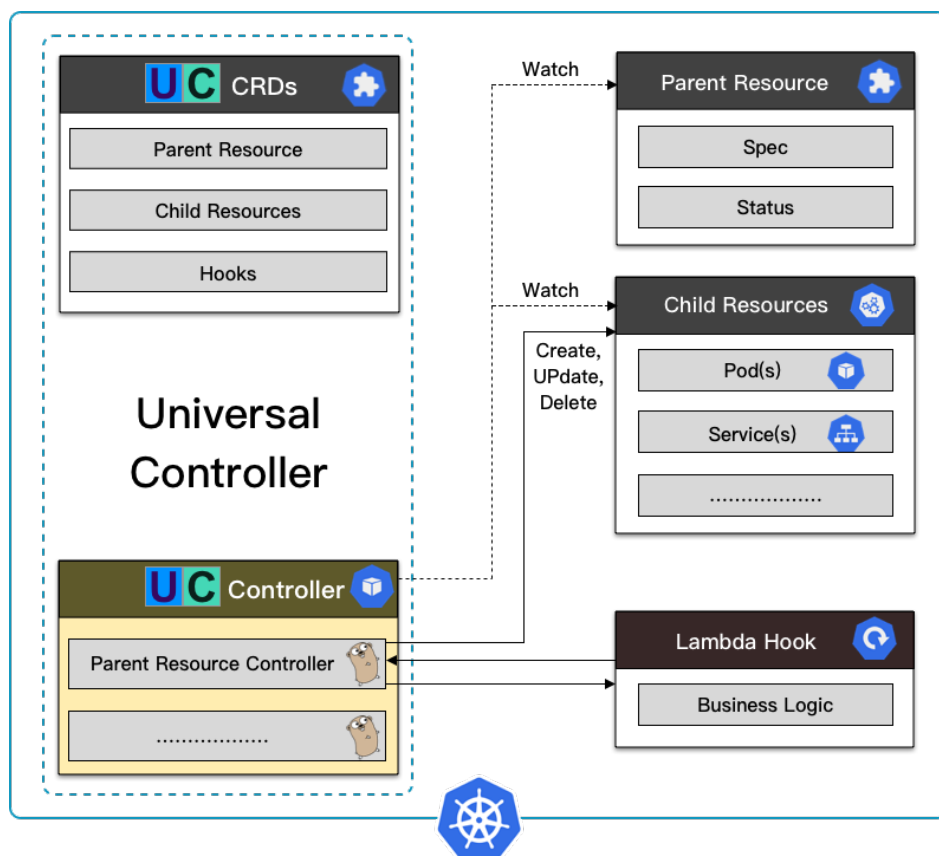 UC CRDs
Parent Resource
Child Resources
Hooks
Universal
Controller
UC Controller
Parent Resource Controller
..................
Watch
Parent Resource
Spec
Status
Watch
Create,
UPdate,
Delete
Child Resources
Pod(s)
Service(s)
..................
Lambda Hook
Business Logic